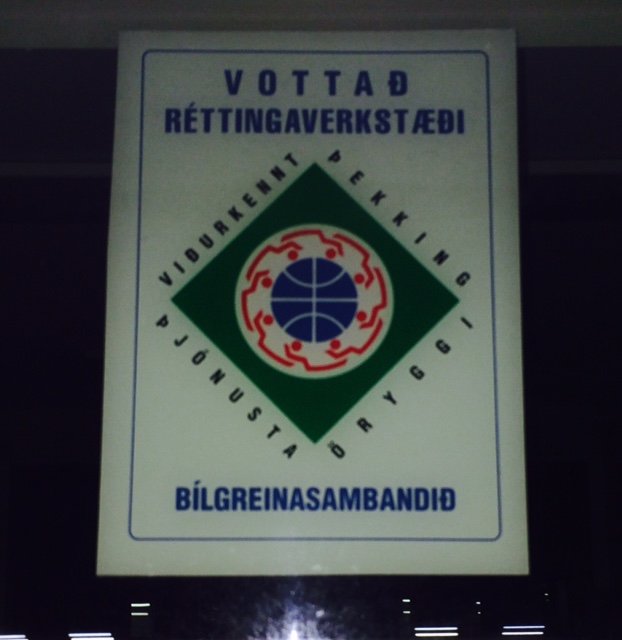 VOTTAÐ
RÉTTINGAVERKSTÆÐI
VIÐURKENNT
ÞEKKING
ÞJÓNUSTA
ÖRYGGI
BÍLGREINASAMBANDIÐ